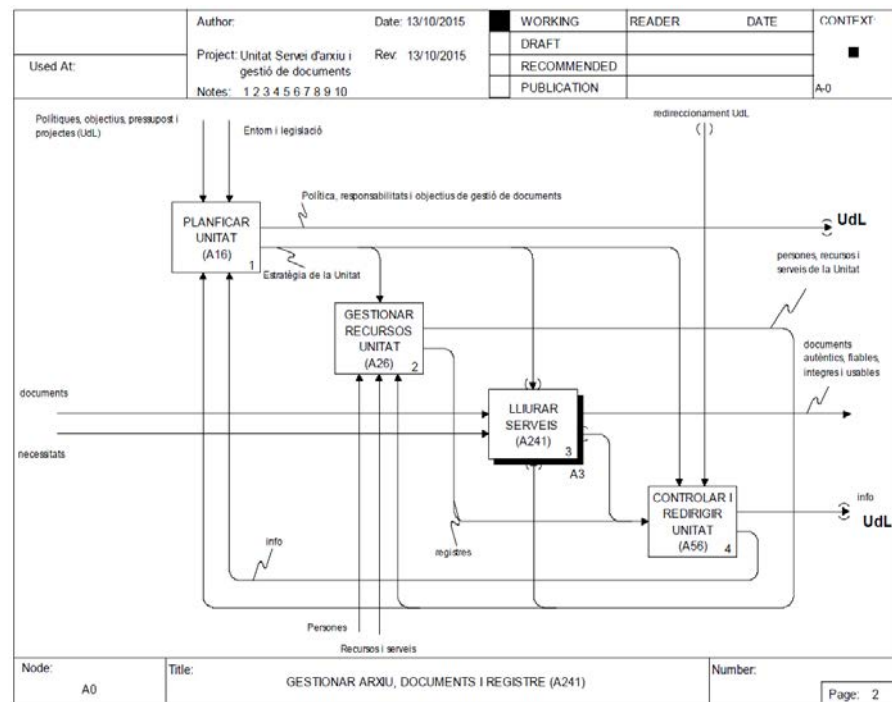 Used At:
Author:
Date: 13/10/2015
Project: Unitat Servei d'arxiu i
gestió de documents
Rev: 13/10/2015
Notes: 1 2 3 4 5 6 7 8 9 10
WORKING
DRAFT
RECOMMENDED
PUBLICATION
READER
DATE
CONTEXT:
A-0
Polítiques, objectius, pressupost i
projectes (UdL)
Entorn i legislació
redireccionament UdL
PLANFICAR
UNITAT
(A16)
1
Política, responsabilitats i objectius de gestió de documents
UdL
Estratègia de la Unitat
persones, recursos i
serveis de la Unitat
GESTIONAR
RECURSOS
UNITAT
(A26)
2
documents
autèntics, fiables,
integres i usables
documents
necessitats
LLIURAR
SERVEIS
(A241)
3
A3
CONTROLAR I
REDIRIGIR
UNITAT
(A56)
4
info
UdL
registres
info
Persones
Recursos i serveis
Node:
A0
Title:
GESTIONAR ARXIU, DOCUMENTS I REGISTRE (A241)
Number:
Page: 2